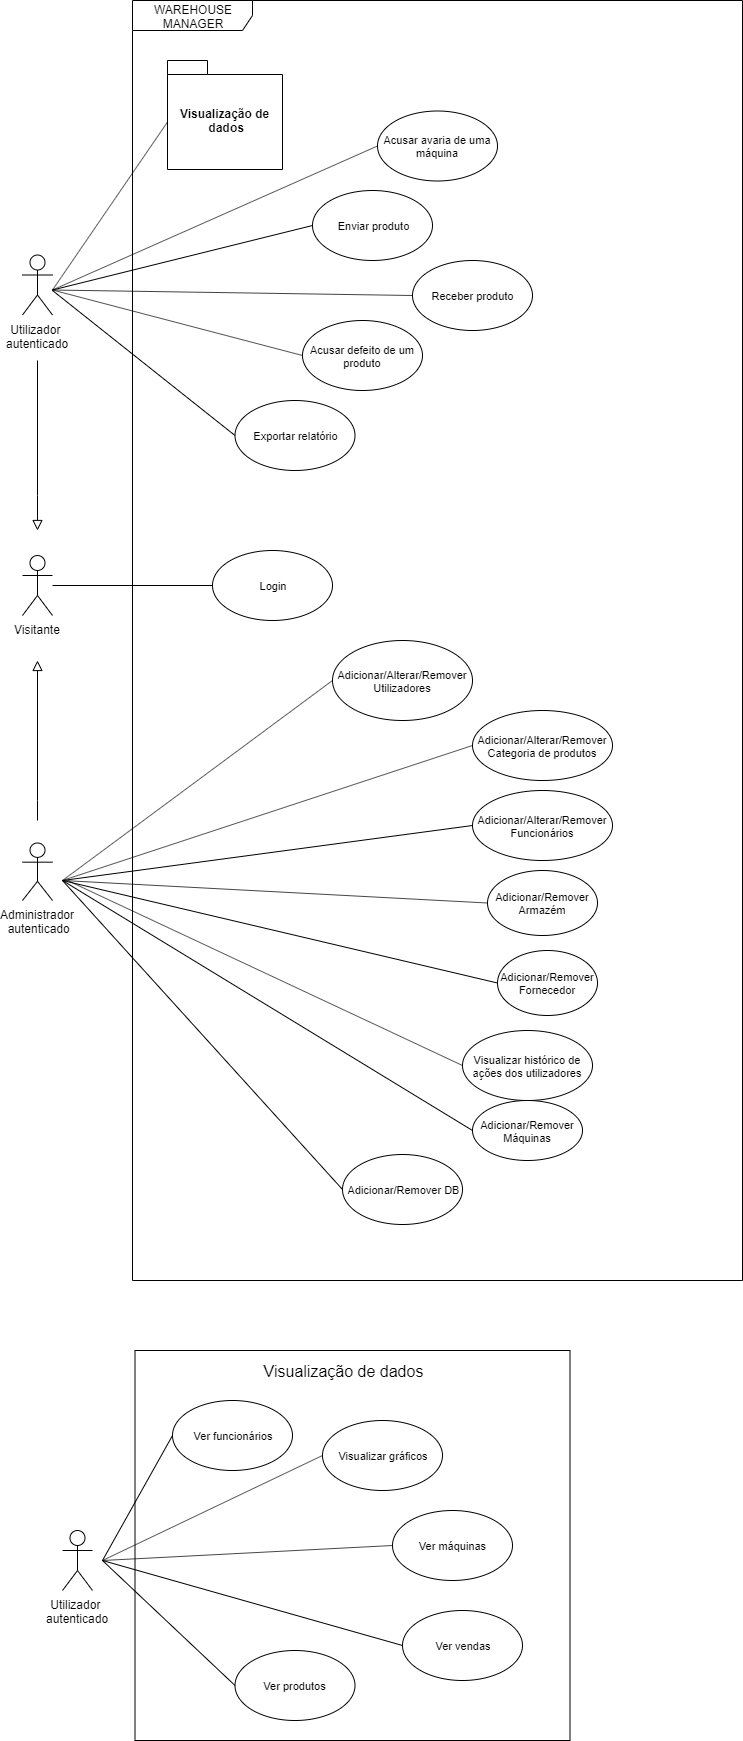 WAREHOUSE
MANAGER
Visualização de
dados
Acusar avaria de uma
máquina
Enviar produto
Receber produto
Utilizador
autenticado
Acusar defeito de um
produto
Exportar relatório
Login
Visitante
Adicionar/Alterar/Remover
Utilizadores
Adicionar/Alterar/Remover
Categoria de produtos
Adicionar/Alterar/Remover
Funcionários
Adicionar/Remover
Armazém
Administrador
autenticado
Adicionar/Remover
Fornecedor
Visualizar histórico de
ações dos utilizadores
Adicionar/Remover
Máquinas
Adicionar/Remover DB
Visualização de dados
Ver funcionários
Visualizar gráficos
Ver máquinas
Utilizador
autenticado
Ver vendas
Ver produtos